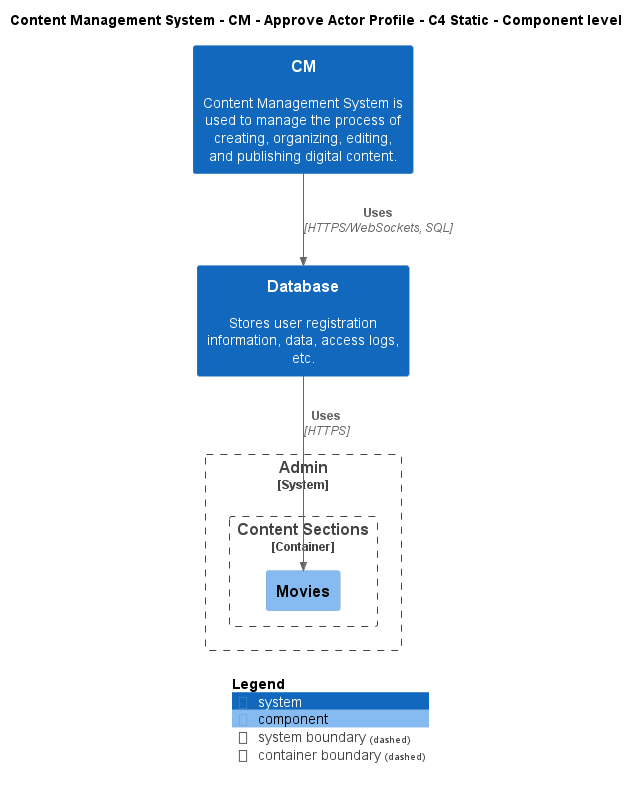 Content Management System - CM - Approve Actor Profile - C4 Static - Component level
CM
Content Management System is
used to manage the process of
creating, organizing, editing,
and publishing digital content.
Uses
[HTTPS/WebSockets, SQL]
Database
Stores user registration
information, data, access logs,
etc.
Uses
[HTTPS]
Admin
[System]
Content Sections
[Container]
Movies
Legend
system
component
system boundary (dashed)
container boundary (dashed)